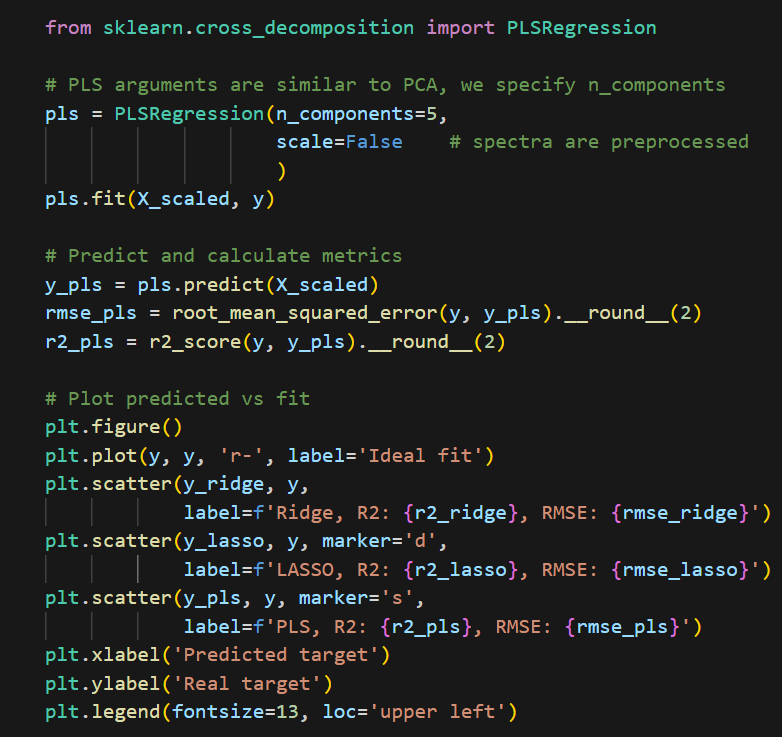 from sklearn.cross_decomposition import PLSRegression
# PLS arguments are similar to PCA, we specify n_components
pls = PLSRegression(n_components=5,
                    scale=False    # spectra are preprocessed
                    )
pls.fit(X_scaled, y)
# Predict and calculate metrics
y_pls = pls.predict(X_scaled)
rmse_pls = root_mean_squared_error(y, y_pls).__round__(2)
r2_pls = r2_score(y, y_pls).__round__(2)
# Plot predicted vs fit
plt.figure()
plt.plot(y, y, 'r-', label='Ideal fit')
plt.scatter(y_ridge, y,
            label=f'Ridge, R2: {r2_ridge}, RMSE: {rmse_ridge}')
plt.scatter(y_lasso, y, marker='d',
            label=f'LASSO, R2: {r2_lasso}, RMSE: {rmse_lasso}')
plt.scatter(y_pls, y, marker='s',
            label=f'PLS, R2: {r2_pls}, RMSE: {rmse_pls}')
plt.xlabel('Predicted target')
plt.ylabel('Real target')
plt.legend(fontsize=13, loc='upper left')